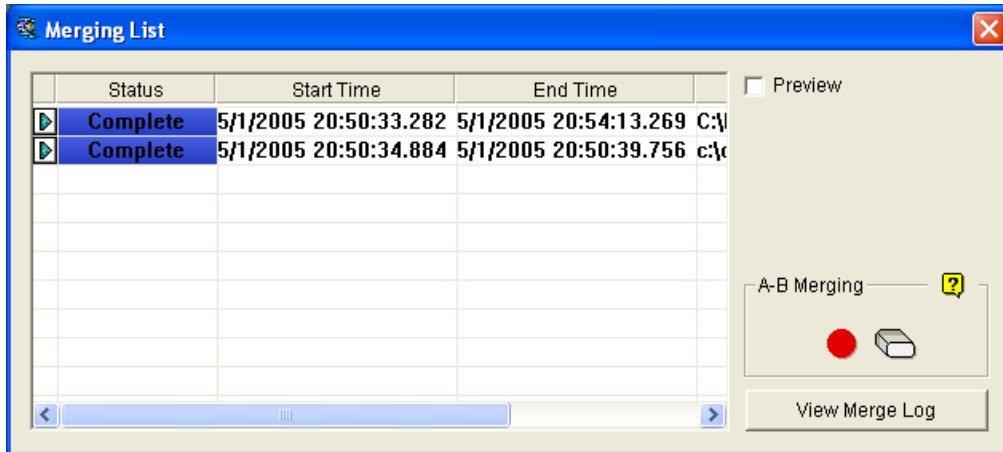 Merging List
Status Start Time End Time
Complete 5/1/2005 20:50:33.282 5/1/2005 20:54:13.269 C:\
Complete 5/1/2005 20:50:34.884 5/1/2005 20:50:39.756 c:\
Preview
A-B Merging ?
View Merge Log